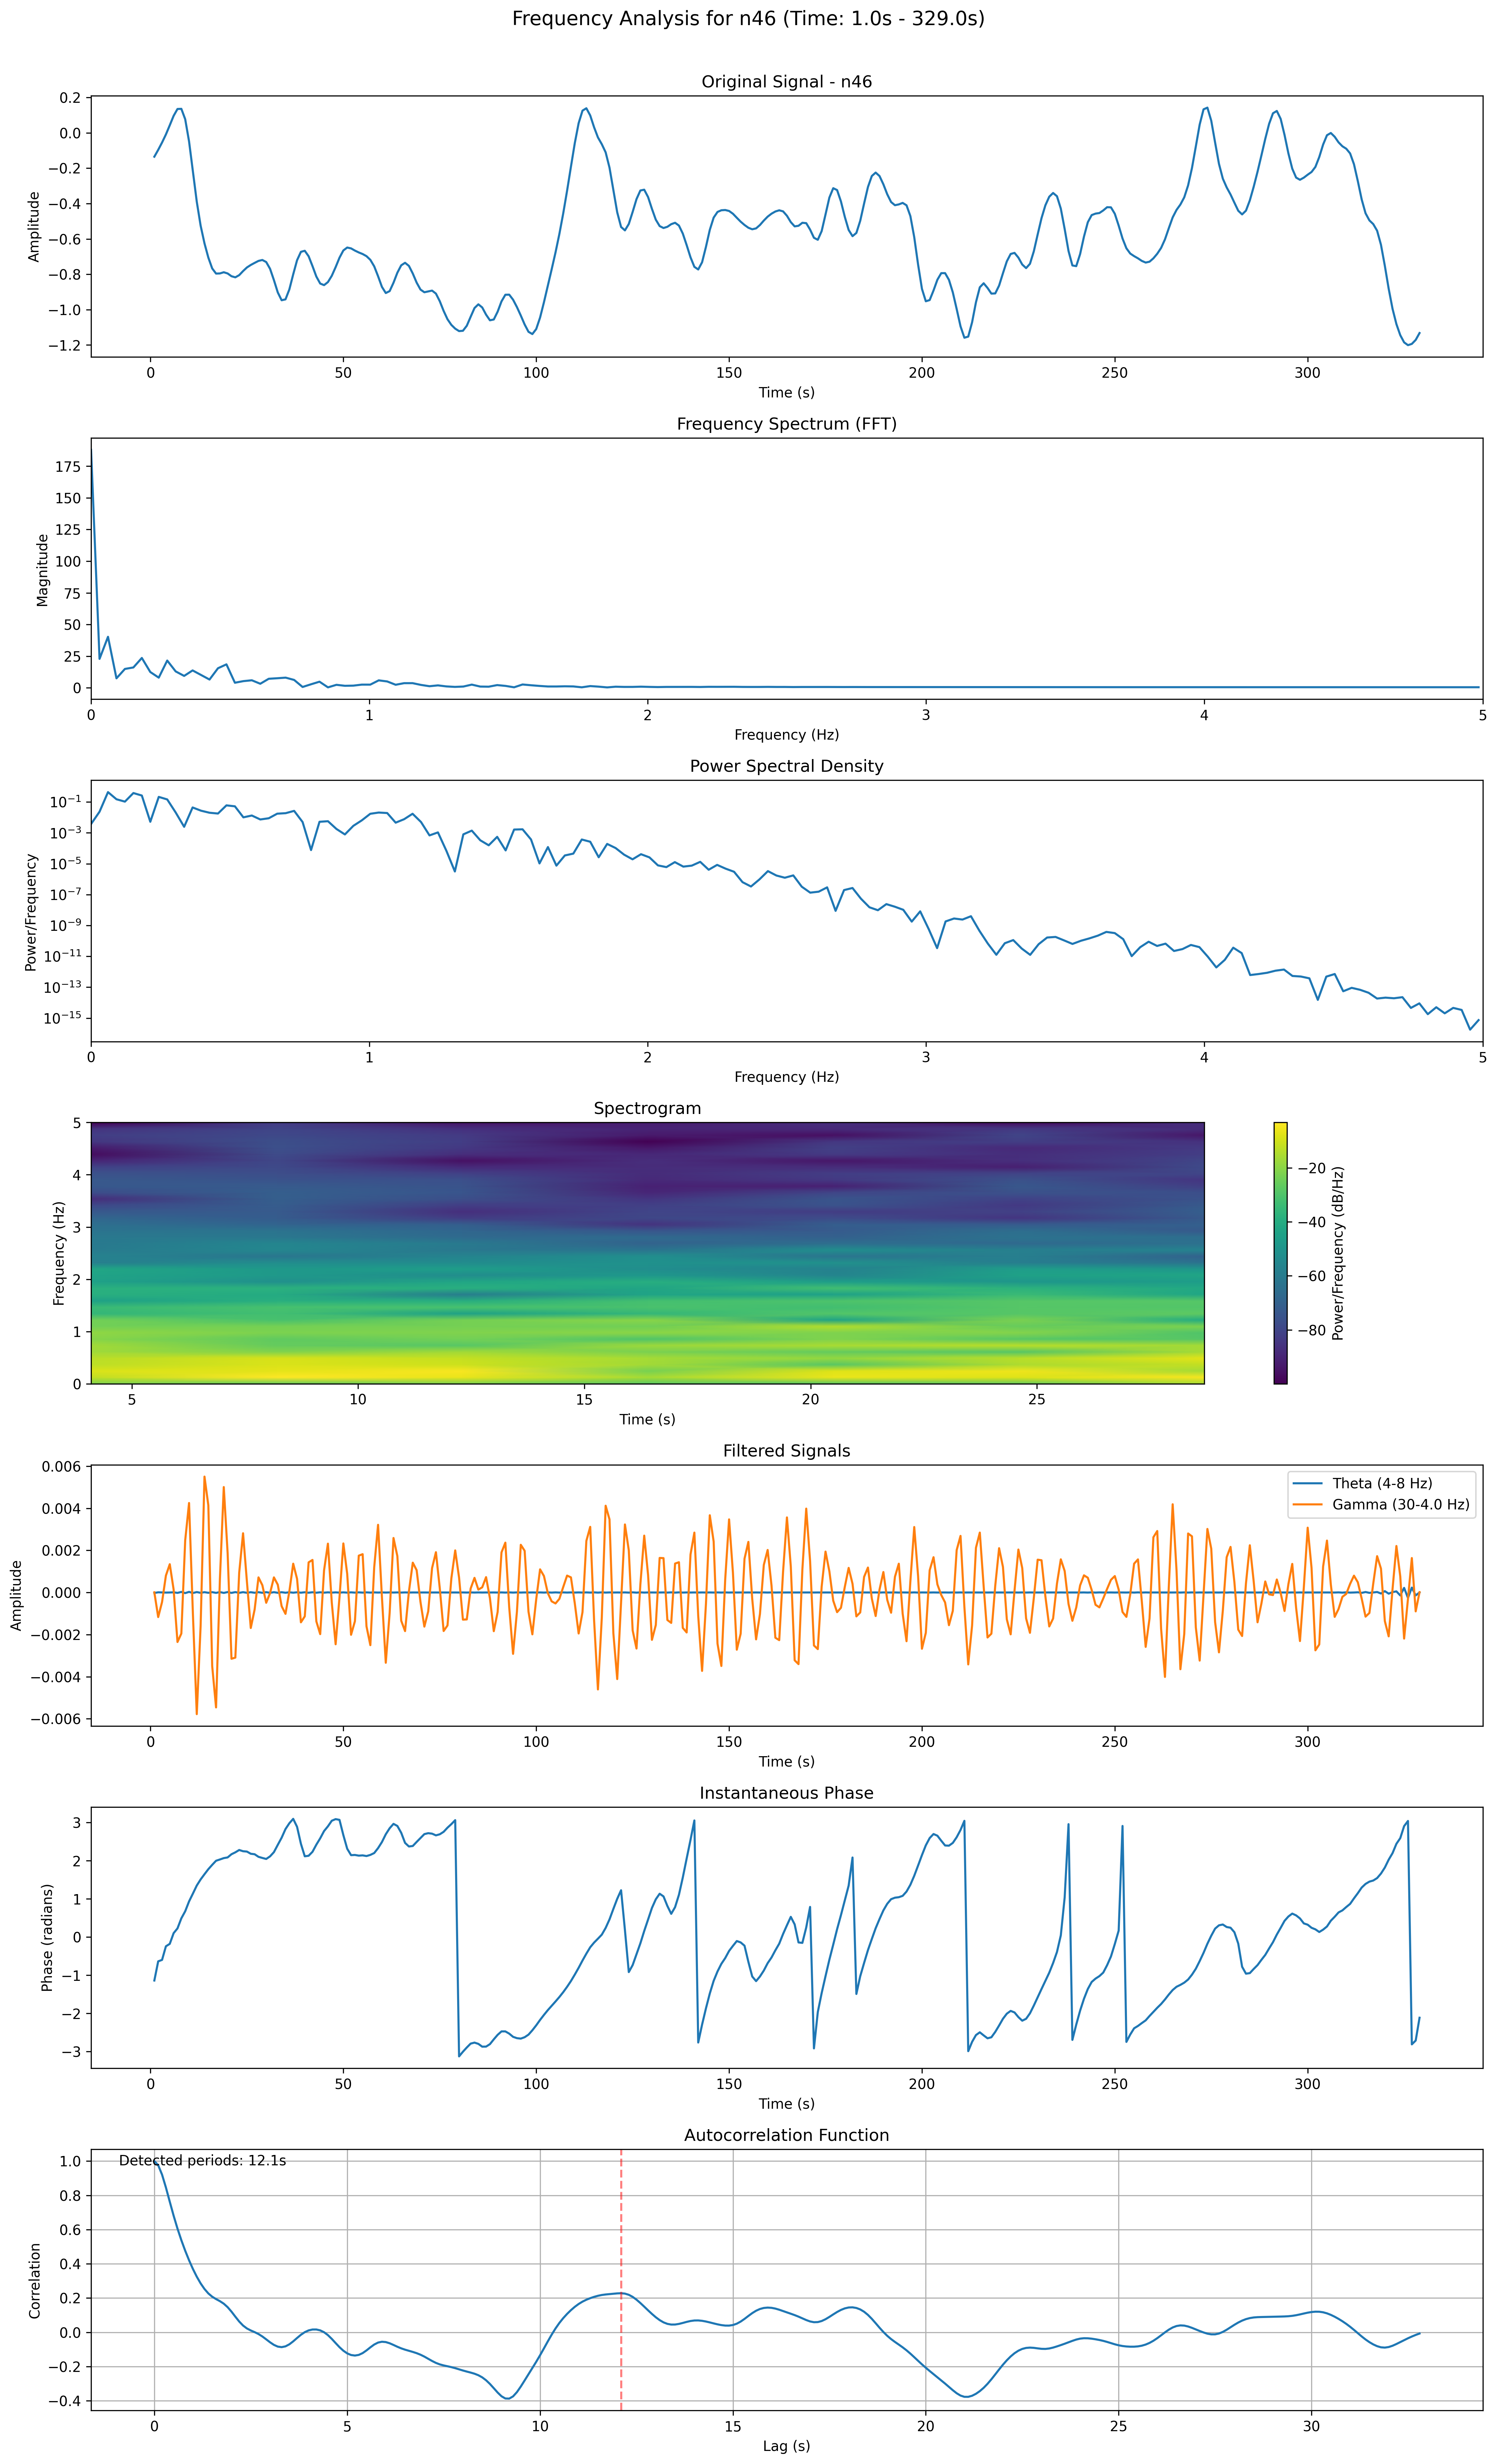 Frequency Analysis for n46 (Time: 1.0s - 329.0s)
Original Signal - n46
0.2
0.0
−0.2
−0.4
−0.6
−0.8
−1.0
−1.2
Amplitude
0 50 100 150 200 250 300
Time (s)
Frequency Spectrum (FFT)
175
150
125
100
75
50
25
0
Magnitude
0 1 2 3 4 5
Frequency (Hz)
Power Spectral Density
10⁻¹
10⁻³
10⁻⁵
10⁻⁷
10⁻⁹
10⁻¹¹
10⁻¹³
10⁻¹⁵
Power/Frequency
0 1 2 3 4 5
Frequency (Hz)
Spectrogram
5
4
3
2
1
0
Frequency (Hz)
5 10 15 20 25
Time (s)
−20
−40
−60
−80
Power/Frequency (dB/Hz)
Filtered Signals
0.006
0.004
0.002
0.000
−0.002
−0.004
−0.006
Amplitude
Theta (4-8 Hz)
Gamma (30-4.0 Hz)
0 50 100 150 200 250 300
Time (s)
Instantaneous Phase
3
2
1
0
−1
−2
−3
Phase (radians)
0 50 100 150 200 250 300
Time (s)
Autocorrelation Function
Detected periods: 12.1s
1.0
0.8
0.6
0.4
0.2
0.0
−0.2
−0.4
Correlation
0 5 10 15 20 25 30
Lag (s)